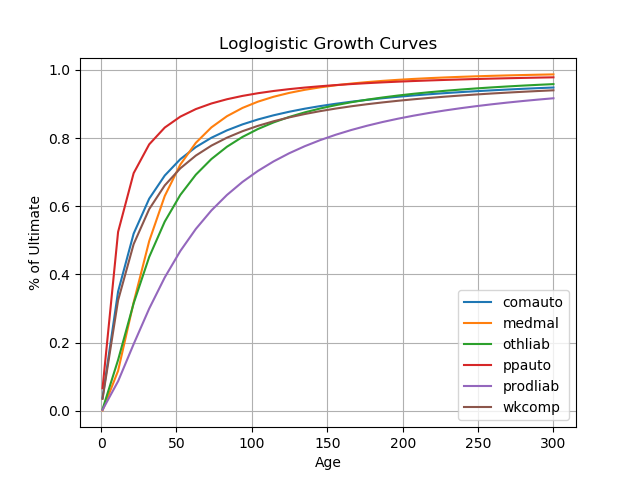 Loglogistic Growth Curves
% of Ultimate
1.0
0.8
0.6
0.4
0.2
0.0
0 50 100 150 200 250 300
Age
comauto
medmal
othliab
ppauto
prodliab
wkcomp